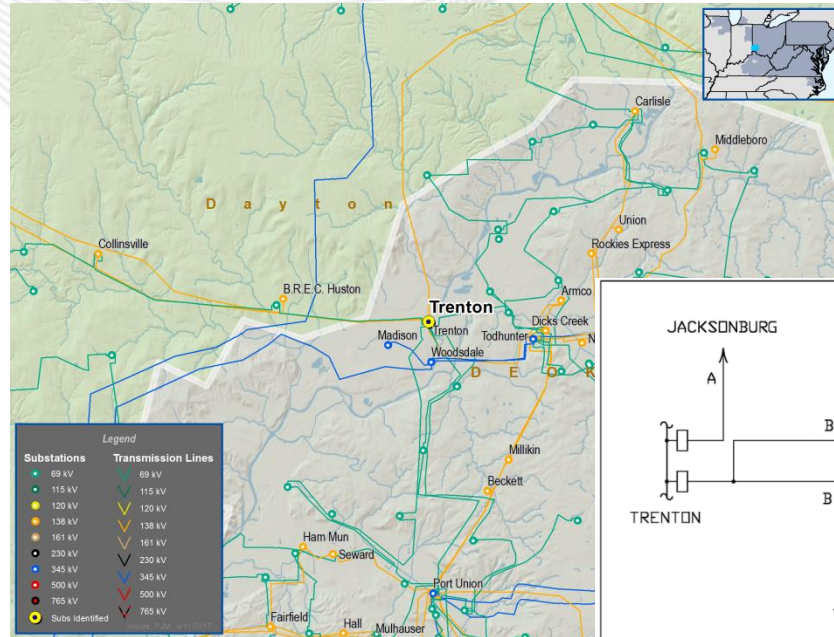 Carlisle
Middleboro
Dayton
Union
Collinsville
Rockies Express
B.R.E.C. Huston
Armco
Trenton
Trenton
Dicks Creek
Madison
Todhunter
N
Woodsdale
DEOK
JACKSONBURG
A
B
B
TRENTON
Millikin
Beckett
Ham Mun
Seward
Port Union
Fairfield
Hall
Mulhauser
Legend
Substations
Transmission Lines
69 kV
69 kV
115 kV
115 kV
120 kV
120 kV
138 kV
138 kV
161 kV
161 kV
230 kV
230 kV
345 kV
345 kV
500 kV
500 kV
765 kV
765 kV
Subs Identified